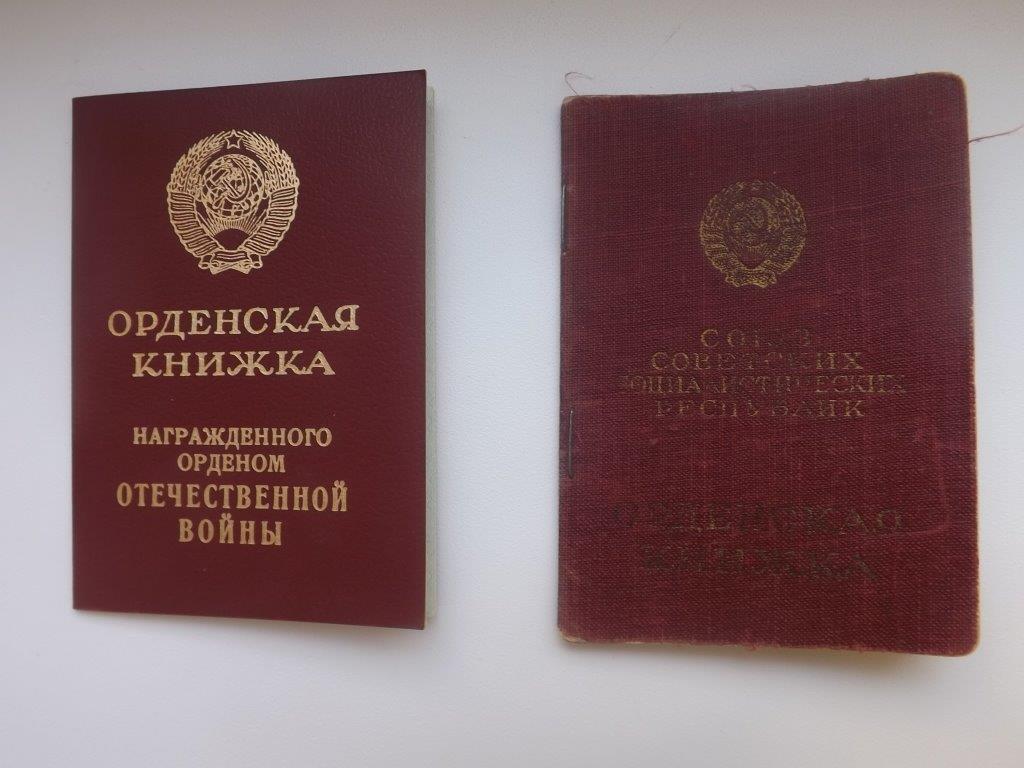 ОРДЕНСКАЯ
КНИЖКА
НАГРАЖДЕННОГО
ОРДЕНОМ
ОТЕЧЕСТВЕННОЙ
ВОЙНЫ
СОЮЗ
СОВЕТСКИХ
СОЦИАЛИСТИЧЕСКИХ
РЕСПУБЛИК
ОРДЕНСКАЯ
КНИЖКА